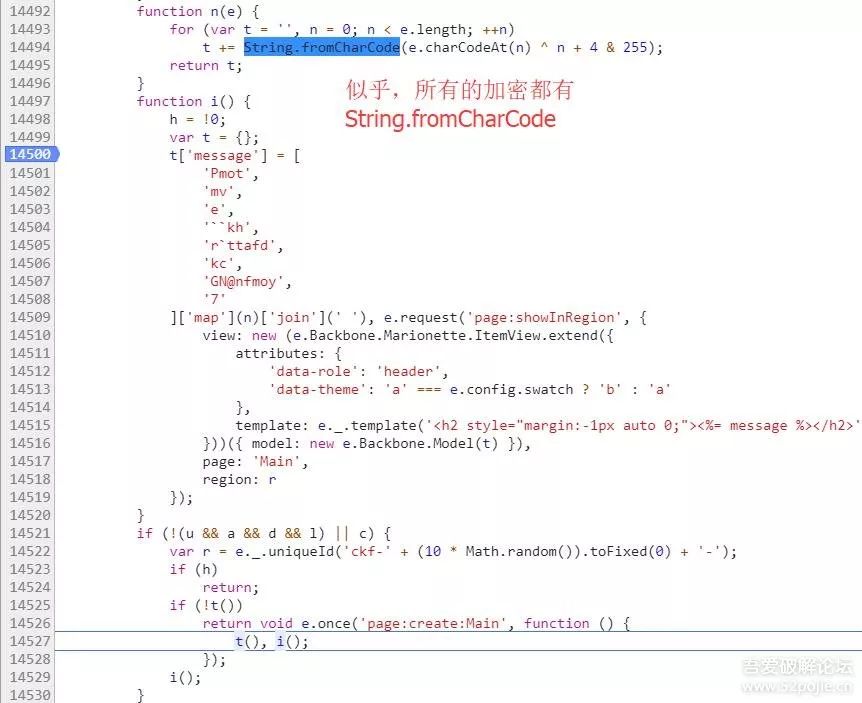 14492 function n(e) {
14493 for (var t = '', n = 0; n < e.length; ++n)
14494 t += String.fromCharCode(e.charCodeAt(n) ^ n + 4 & 255);
14495 return t;
14496 }
似乎，所有的加密都有
14497 function i() {
14498 h = !0;
String.fromCharCode
14499 var t = {};
14500 t['message'] = [
14501 'Pmot',
14502 'mv',
14503 'e',
14504 '``kh',
14505 'r`ttafd',
14506 'kc',
14507 'GN@nfmoy',
14508 '7'
14509 ]['map'](n)['join'](' '), e.request('page:showInRegion', {
14510 view: new (e.Backbone.Marionette.ItemView.extend({
14511 attributes: {
14512 'data-role': 'header',
14513 'data-theme': 'a' === e.config.swatch ? 'b' : 'a'
14514 },
14515 template: e._.template('<h2 style="margin:-1px auto 0;"><%= message %></h2>'
14516 }))({ model: new e.Backbone.Model(t) }),
14517 page: 'Main',
14518 region: r
14519 });
14520 }
14521 if (!(u && a && d && l) || c) {
14522 var r = e._.uniqueId('ckf-' + (10 * Math.random()).toFixed(0) + '-');
14523 if (h)
14524 return;
14525 if (!t())
14526 return void e.once('page:create:Main', function () {
14527 t(), i();
14528 });
14529 i();
14530 }
吾爱破解论坛
www.52pojie.cn